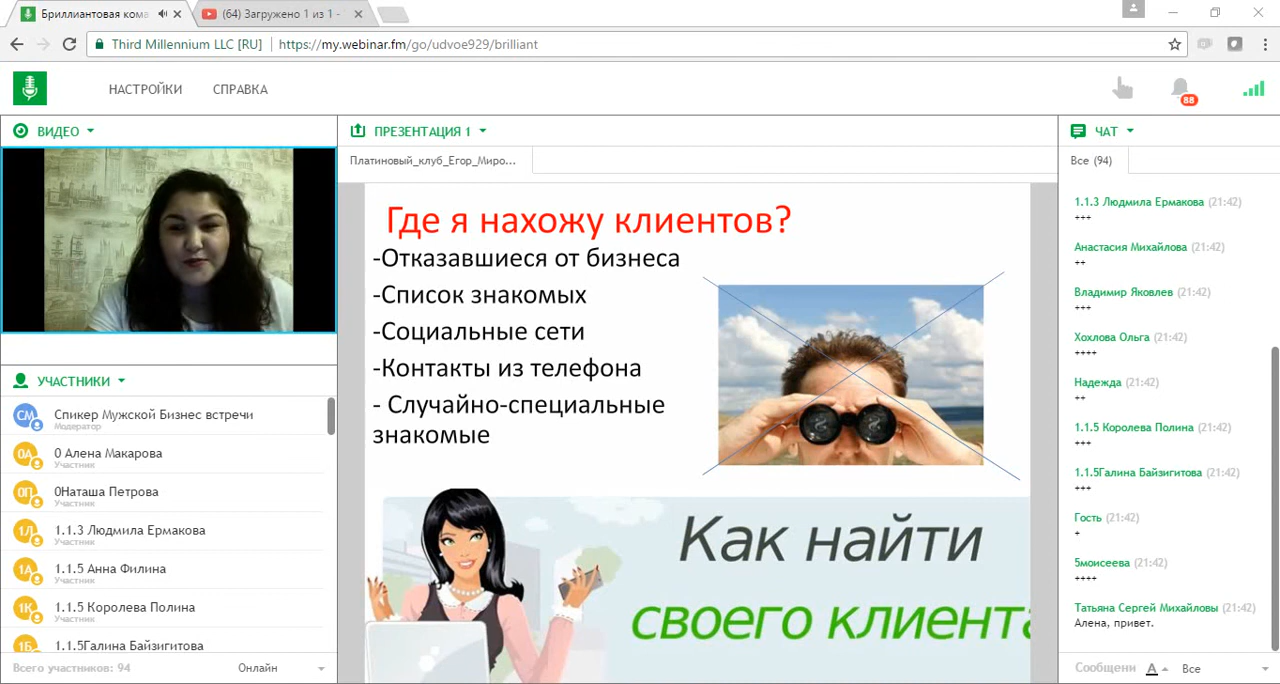 Бриллиантовая кома
(64) Загружено 1 из 1 -
Third Millennium LLC [RU]
https://my.webinar.fm/go/udvoe929/brilliant
НАСТРОЙКИ
СПРАВКА
88
ВИДЕО
ПРЕЗЕНТАЦИЯ 1
Платиновый_клуб_Егор_Миро...
Где я нахожу клиентов?
-Отказавшиеся от бизнеса
-Список знакомых
-Социальные сети
-Контакты из телефона
- Случайно-специальные
знакомые
Как найти
своего клиента
УЧАСТНИКИ
СМ
Спикер Мужской Бизнес встречи
Модератор
0А
0 Алена Макарова
Участник
0П
0Наташа Петрова
Участник
1Л
1.1.3 Людмила Ермакова
Участник
1А
1.1.5 Анна Филина
Участник
1К
1.1.5 Королева Полина
Участник
1Б
1.1.5Галина Байзигитова
Всего участников: 94
Онлайн
ЧАТ
Все (94)
1.1.3 Людмила Ермакова (21:42)
+++
Анастасия Михайлова (21:42)
++
Владимир Яковлев (21:42)
+++
Хохлова Ольга (21:42)
++++
Надежда (21:42)
++
1.1.5 Королева Полина (21:42)
+++
1.1.5Галина Байзигитова (21:42)
+++
Гость (21:42)
+
5моисеева (21:42)
++++
Татьяна Сергей Михайловы (21:42)
Алена, привет.
Сообщени
A
Все